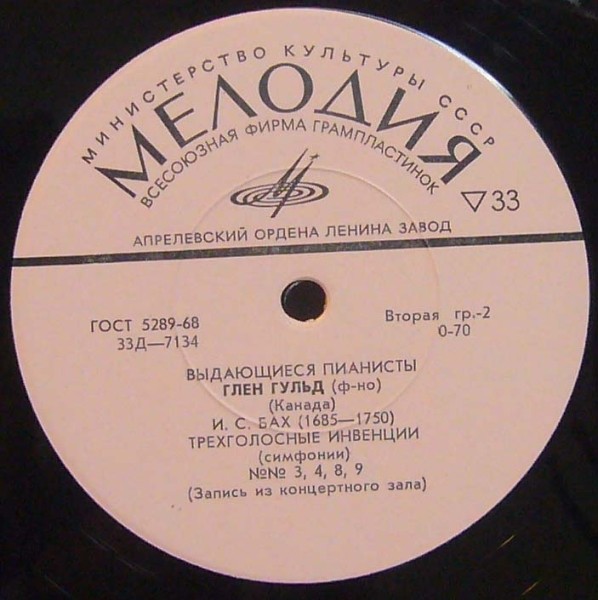 МИНИСТЕРСТВО КУЛЬТУРЫ СССР
МЕЛОДИЯ
ВСЕСОЮЗНАЯ ФИРМА ГРАМПЛАСТИНОК
▽33
АПРЕЛЕВСКИЙ ОРДЕНА ЛЕНИНА ЗАВОД
ГОСТ 5289-68
33Д—7134
Вторая гр.-2
0-70
ВЫДАЮЩИЕСЯ ПИАНИСТЫ
ГЛЕН ГУЛЬД (ф-но)
(Канада)
И. С. БАХ (1685—1750)
ТРЕХГОЛОСНЫЕ ИНВЕНЦИИ
(симфонии)
№№ 3, 4, 8, 9
(Запись из концертного зала)